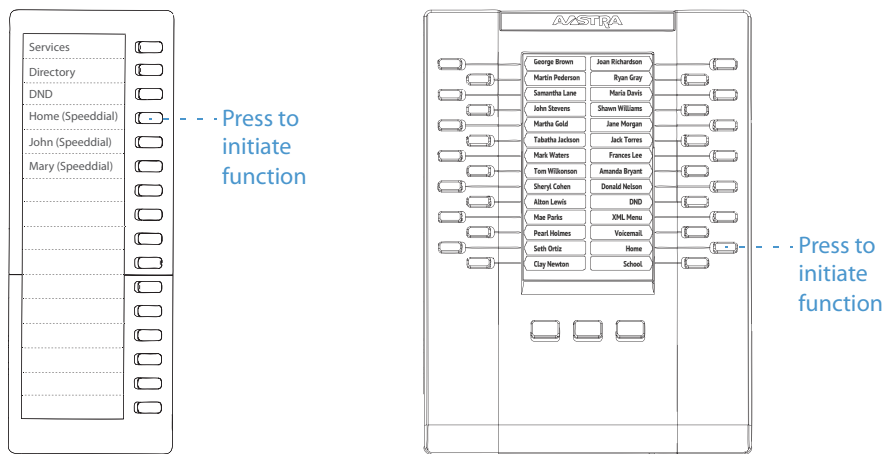 Services
Directory
DND
Home (Speeddial)
John (Speeddial)
Mary (Speeddial)
Press to
initiate
function
AASTRA
George Brown Joan Richardson
Martin Pederson Ryan Gray
Samantha Lane Maria Davis
John Stevens Shawn Williams
Martha Gold Jane Morgan
Tabatha Jackson Jack Torres
Mark Waters Frances Lee
Tom Wilkonson Amanda Bryant
Sheryl Cohen Donald Nelson
Alton Lewis DND
Mae Parks XML Menu
Pearl Holmes Voicemail
Seth Ortiz Home
Clay Newton School
Press to
initiate
function